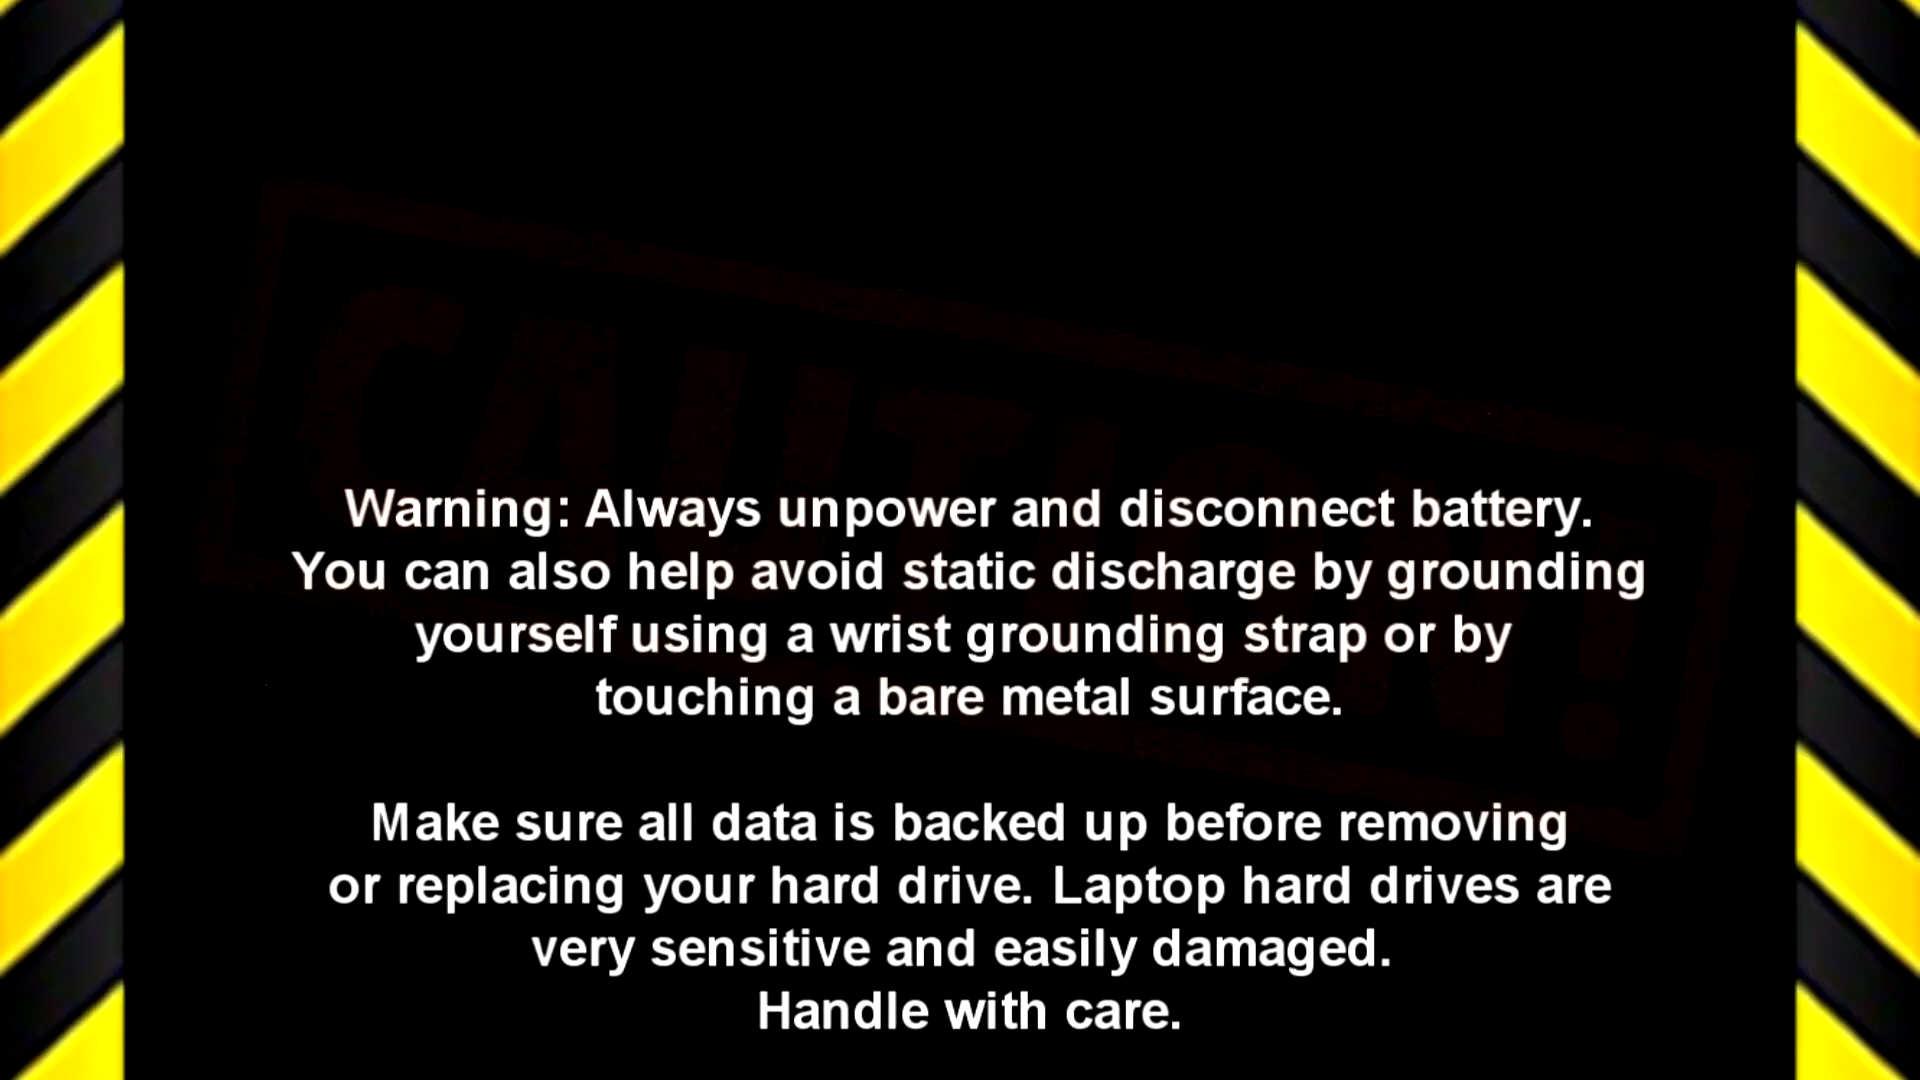 CAUTION!
Warning: Always unpower and disconnect battery.
You can also help avoid static discharge by grounding
yourself using a wrist grounding strap or by
touching a bare metal surface.
Make sure all data is backed up before removing
or replacing your hard drive. Laptop hard drives are
very sensitive and easily damaged.
Handle with care.